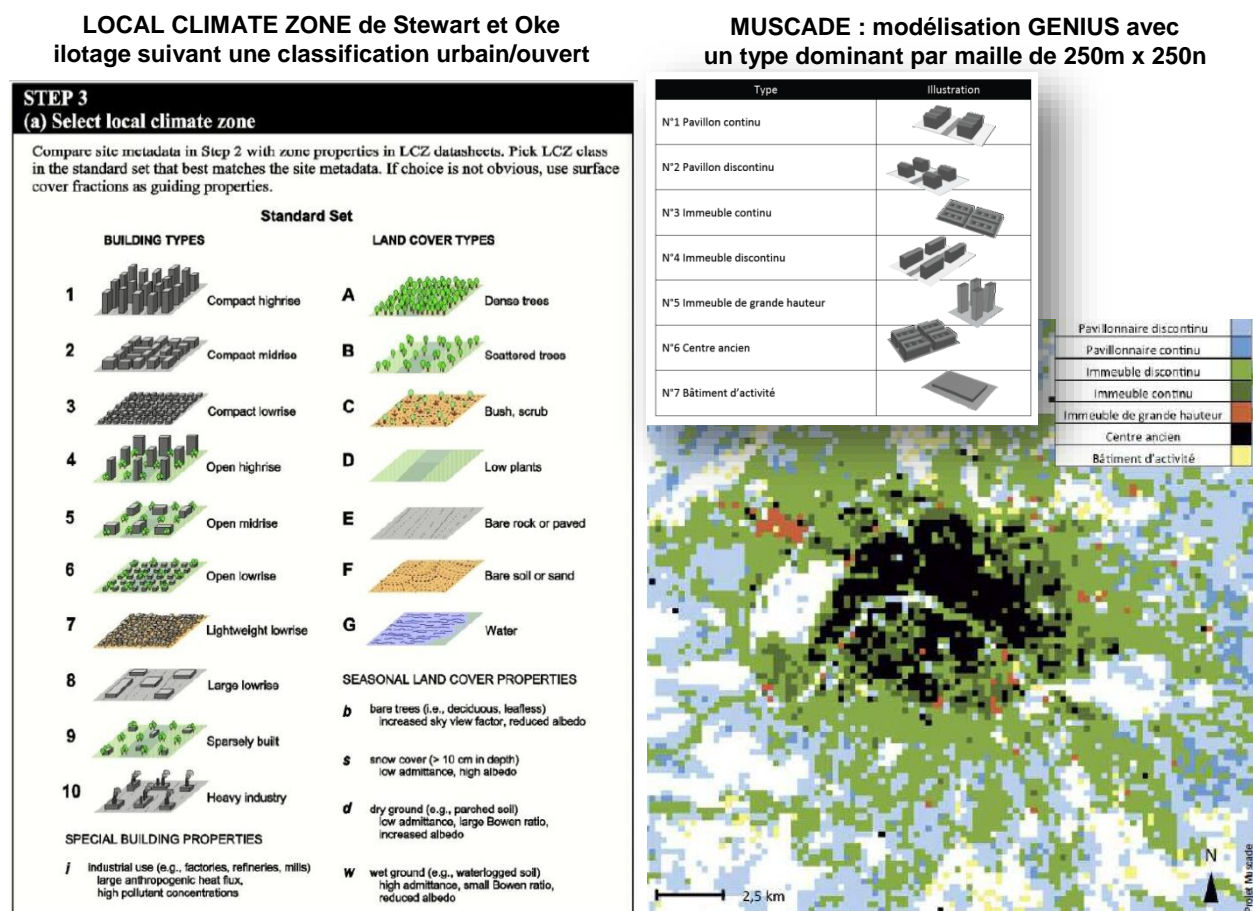 LOCAL CLIMATE ZONE de Stewart et Oke
ilotage suivant une classification urbain/ouvert
STEP 3
(a) Select local climate zone
Compare site metadata in Step 2 with zone properties in LCZ datasheets. Pick LCZ class
in the standard set that best matches the site metadata. If choice is not obvious, use surface
cover fractions as guiding properties.
Standard Set
BUILDING TYPES
1 Compact highrise
2 Compact midrise
3 Compact lowrise
4 Open highrise
5 Open midrise
6 Open lowrise
7 Lightweight lowrise
8 Large lowrise
9 Sparsely built
10 Heavy industry
SPECIAL BUILDING PROPERTIES
i industrial use (e.g., factories, refineries, mills)
large anthropogenic heat flux,
high pollutant concentrations
LAND COVER TYPES
A Dense trees
B Scattered trees
C Bush, scrub
D Low plants
E Bare rock or paved
F Bare soil or sand
G Water
SEASONAL LAND COVER PROPERTIES
b bare trees (i.e., deciduous, leafless)
increased sky view factor, reduced albedo
s snow cover (> 10 cm in depth)
low admittance, high albedo
d dry ground (e.g., parched soil)
low admittance, large Bowen ratio,
increased albedo
w wet ground (e.g., waterlogged soil)
high admittance, small Bowen ratio,
reduced albedo
MUSCADE : modélisation GENIUS avec
un type dominant par maille de 250m x 250n
Type Illustration
N°1 Pavillon continu
N°2 Pavillon discontinu
N°3 Immeuble continu
N°4 Immeuble discontinu
N°5 Immeuble de grande hauteur
N°6 Centre ancien
N°7 Bâtiment d'activité
Pavillonnaire discontinu
Pavillonnaire continu
Immeuble discontinu
Immeuble continu
Immeuble de grande hauteur
Centre ancien
Bâtiment d'activité
2,5 km
N
Projet Muscade